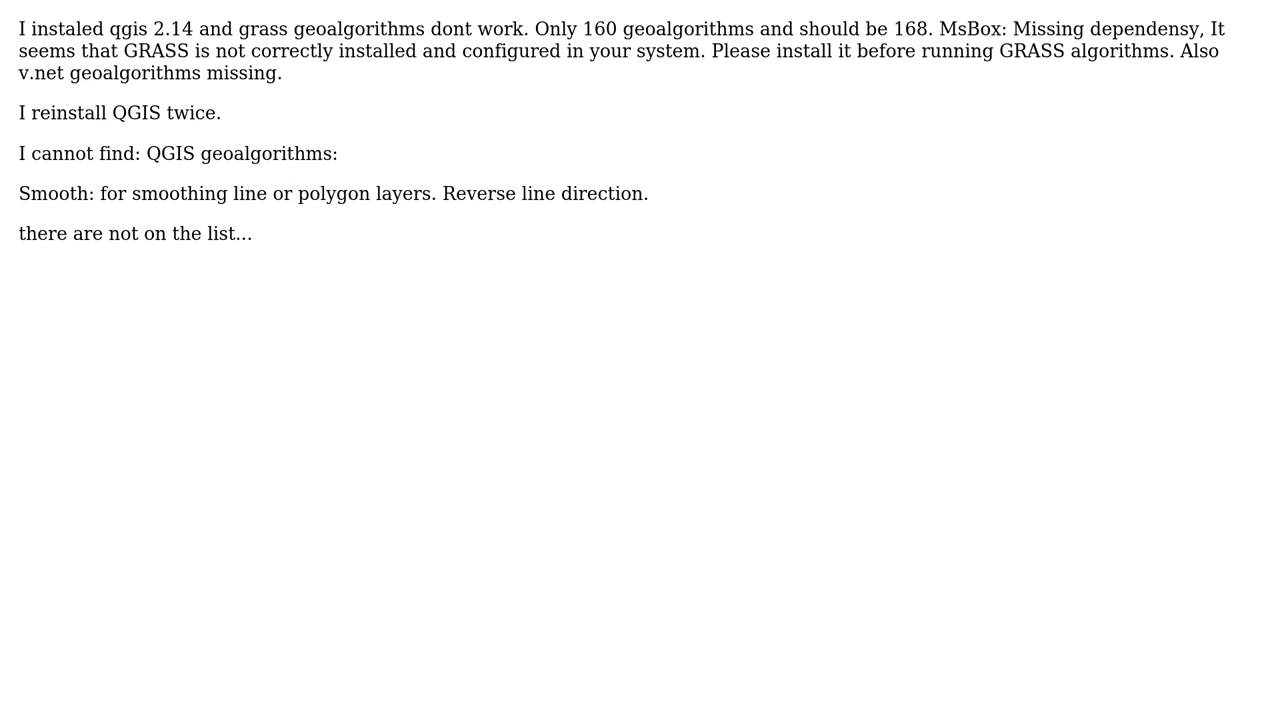 I instaled qgis 2.14 and grass geoalgorithms dont work. Only 160 geoalgorithms and should be 168. MsBox: Missing dependensy, It
seems that GRASS is not correctly installed and configured in your system. Please install it before running GRASS algorithms. Also
v.net geoalgorithms missing.
I reinstall QGIS twice.
I cannot find: QGIS geoalgorithms:
Smooth: for smoothing line or polygon layers. Reverse line direction.
there are not on the list...